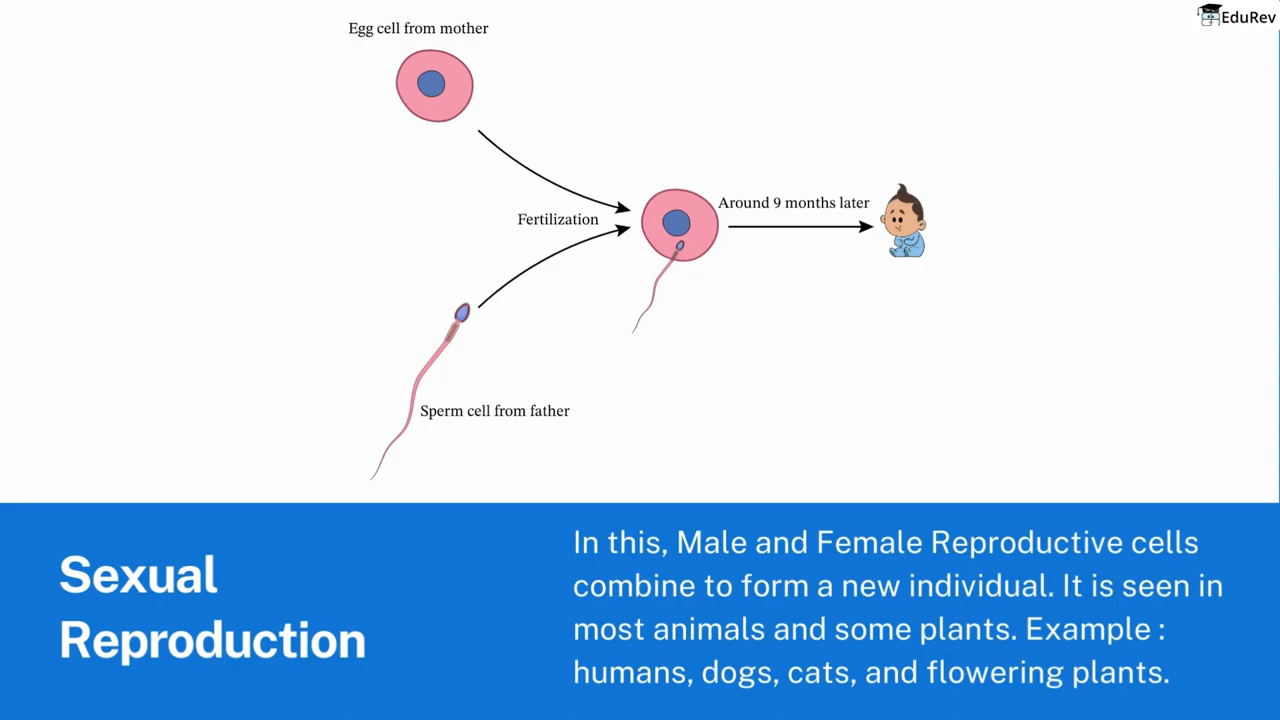 Egg cell from mother
EduRev
Around 9 months later
Fertilization
Sperm cell from father
Sexual
Reproduction
In this, Male and Female Reproductive cells
combine to form a new individual. It is seen in
most animals and some plants. Example :
humans, dogs, cats, and flowering plants.